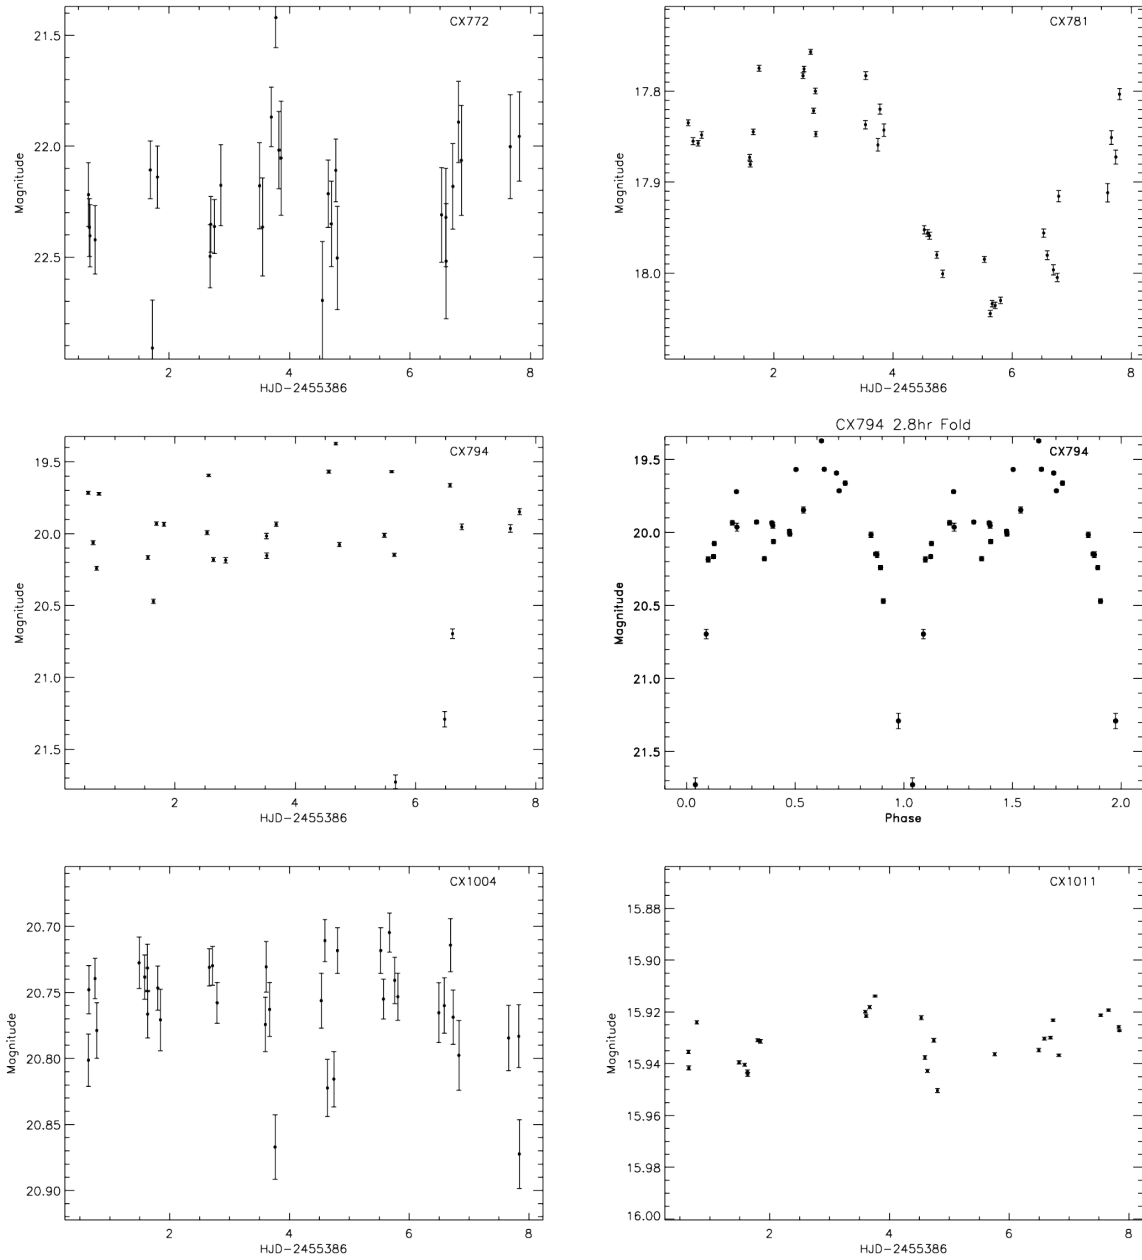 CX772
21.5
22.0
22.5
Magnitude
2 4 6 8
HJD-2455386
CX781
17.8
17.9
18.0
Magnitude
2 4 6 8
HJD-2455386
CX794
19.5
20.0
20.5
21.0
21.5
Magnitude
2 4 6 8
HJD-2455386
CX794 2.8hr Fold
CX794
19.5
20.0
20.5
21.0
21.5
Magnitude
0.0 0.5 1.0 1.5 2.0
Phase
CX1004
20.70
20.75
20.80
20.85
20.90
Magnitude
2 4 6 8
HJD-2455386
CX1011
15.88
15.90
15.92
15.94
15.96
15.98
16.00
Magnitude
2 4 6 8
HJD-2455386